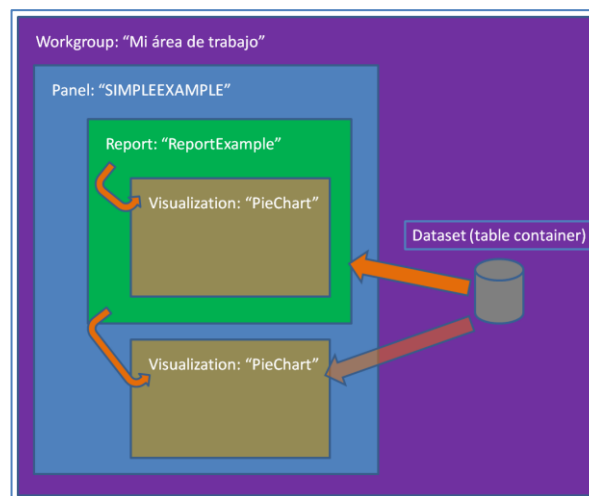 Workgroup: “Mi área de trabajo”
Panel: “SIMPLEEXAMPLE”
Report: “ReportExample”
Visualization: “PieChart”
Dataset (table container)
Visualization: “PieChart”